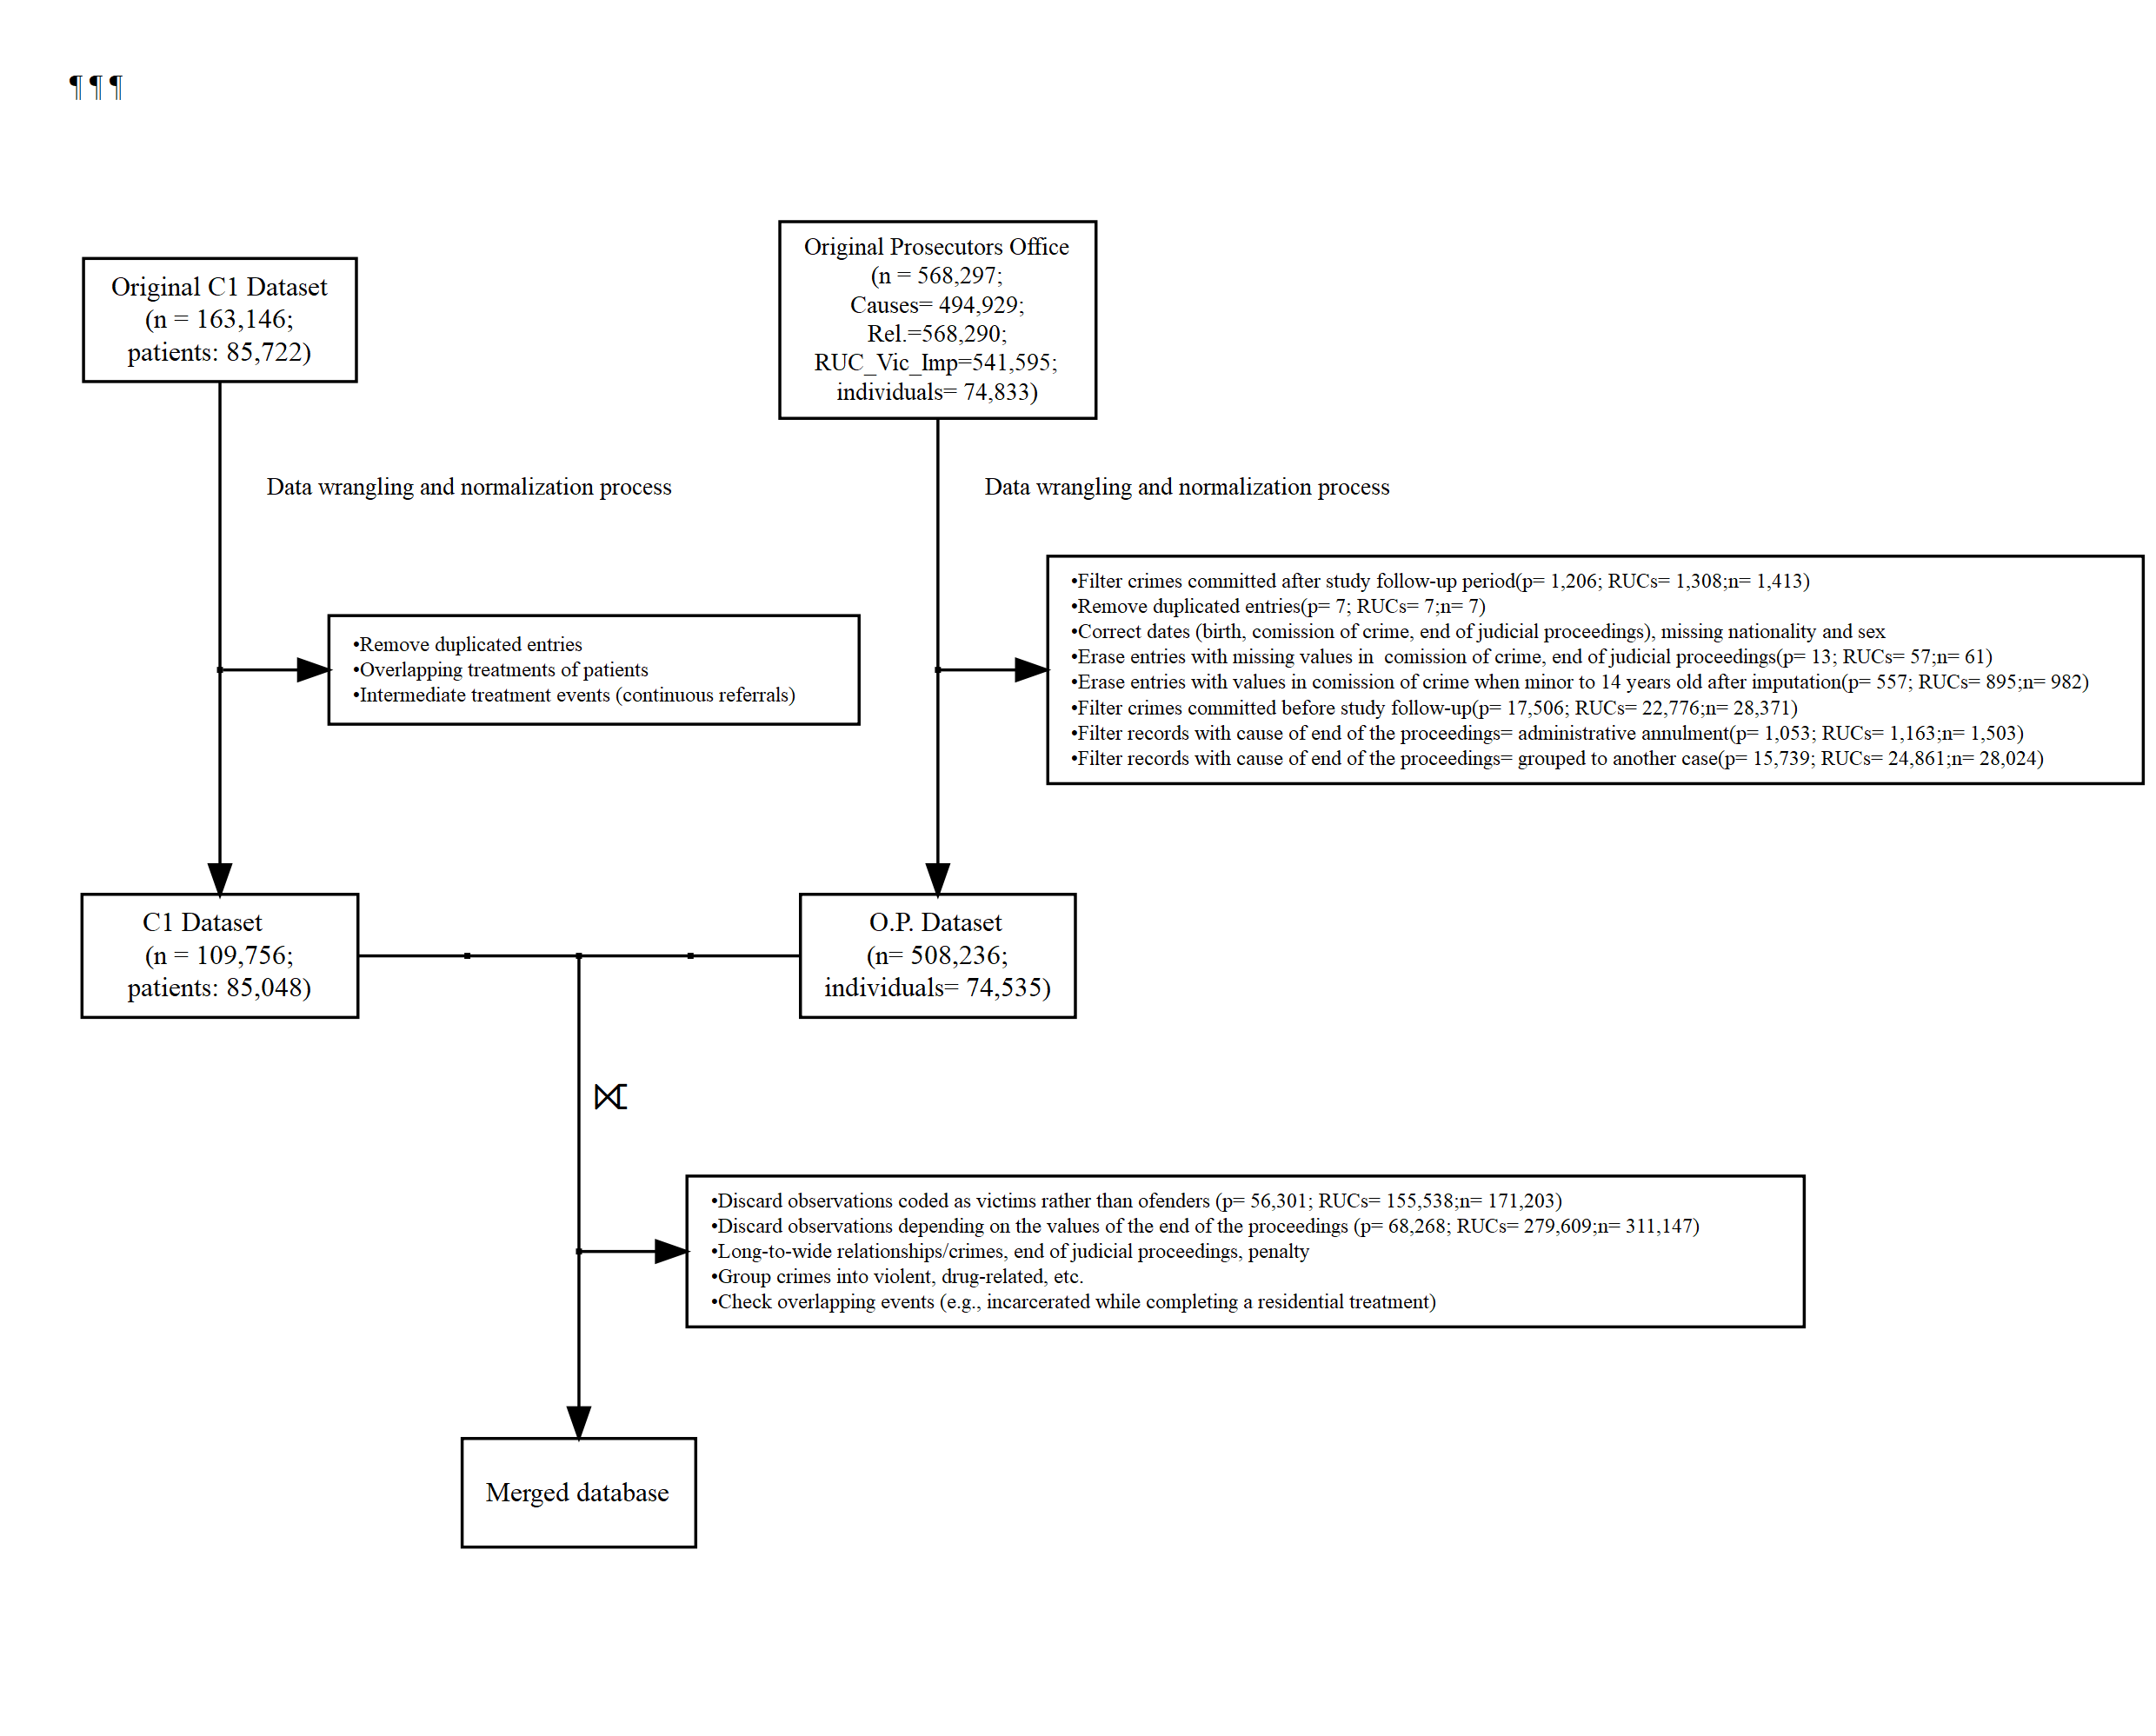 ¶¶¶
Original C1 Dataset
(n = 163,146;
patients: 85,722)
Original Prosecutors Office
(n = 568,297;
Causes= 494,929;
Rel.=568,290;
RUC_Vic_Imp=541,595;
individuals= 74,833)
Data wrangling and normalization process
Data wrangling and normalization process
•Remove duplicated entries
•Overlapping treatments of patients
•Intermediate treatment events (continuous referrals)
•Filter crimes committed after study follow-up period(p= 1,206; RUCs= 1,308;n= 1,413)
•Remove duplicated entries(p= 7; RUCs= 7;n= 7)
•Correct dates (birth, comission of crime, end of judicial proceedings), missing nationality and sex
•Erase entries with missing values in  comission of crime, end of judicial proceedings(p= 13; RUCs= 57;n= 61)
•Erase entries with values in comission of crime when minor to 14 years old after imputation(p= 557; RUCs= 895;n= 982)
•Filter crimes committed before study follow-up(p= 17,506; RUCs= 22,776;n= 28,371)
•Filter records with cause of end of the proceedings= administrative annulment(p= 1,053; RUCs= 1,163;n= 1,503)
•Filter records with cause of end of the proceedings= grouped to another case(p= 15,739; RUCs= 24,861;n= 28,024)
C1 Dataset
(n = 109,756;
patients: 85,048)
O.P. Dataset
(n= 508,236;
individuals= 74,535)
⟖
•Discard observations coded as victims rather than ofenders (p= 56,301; RUCs= 155,538;n= 171,203)
•Discard observations depending on the values of the end of the proceedings (p= 68,268; RUCs= 279,609;n= 311,147)
•Long-to-wide relationships/crimes, end of judicial proceedings, penalty
•Group crimes into violent, drug-related, etc.
•Check overlapping events (e.g., incarcerated while completing a residential treatment)
Merged database